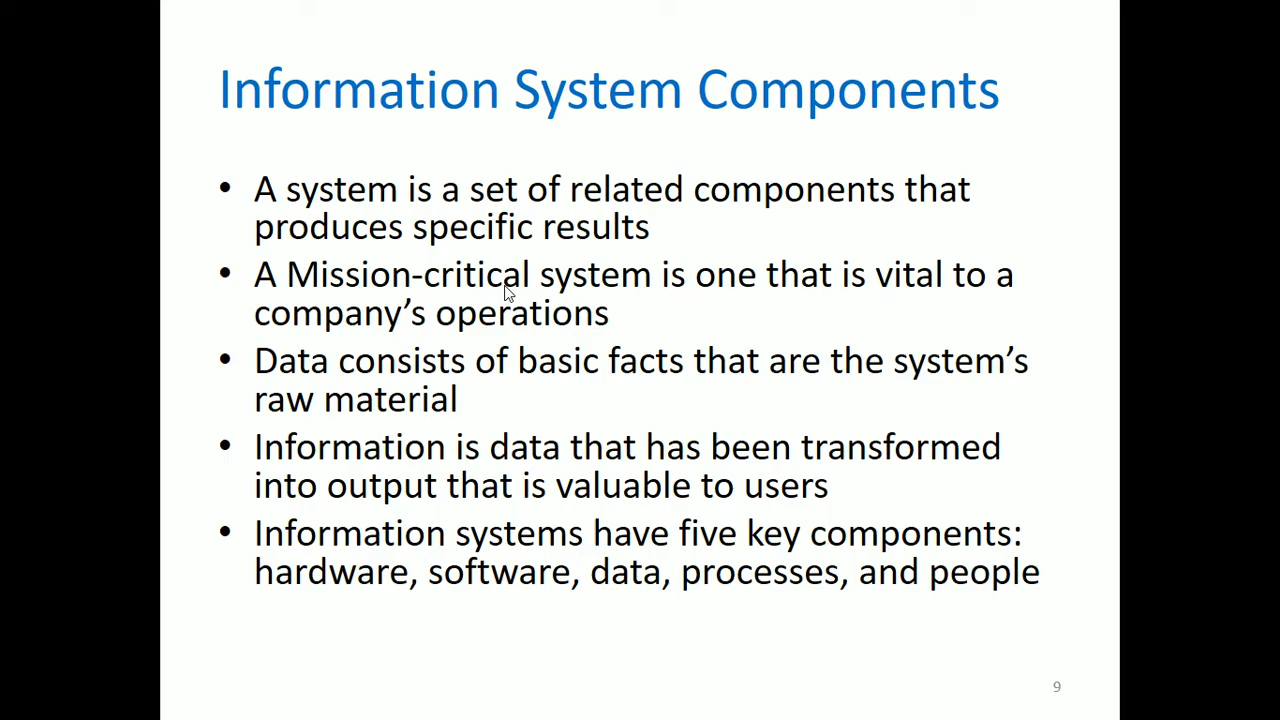 Information System Components
• A system is a set of related components that
produces specific results
• A Mission-critical system is one that is vital to a
company’s operations
• Data consists of basic facts that are the system’s
raw material
• Information is data that has been transformed
into output that is valuable to users
• Information systems have five key components:
hardware, software, data, processes, and people
9